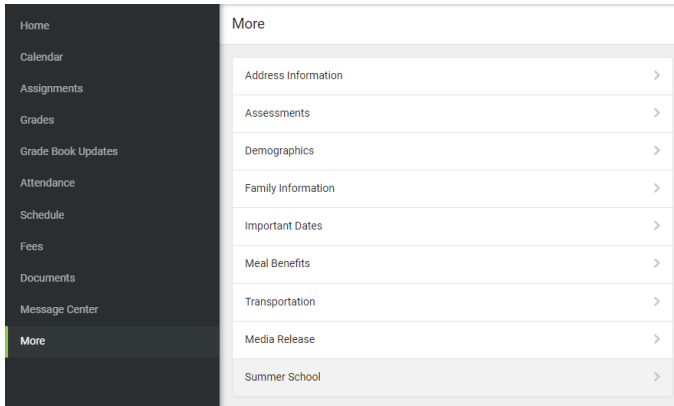 Home
Calendar
Assignments
Grades
Grade Book Updates
Attendance
Schedule
Fees
Documents
Message Center
More
More
Address Information
Assessments
Demographics
Family Information
Important Dates
Meal Benefits
Transportation
Media Release
Summer School